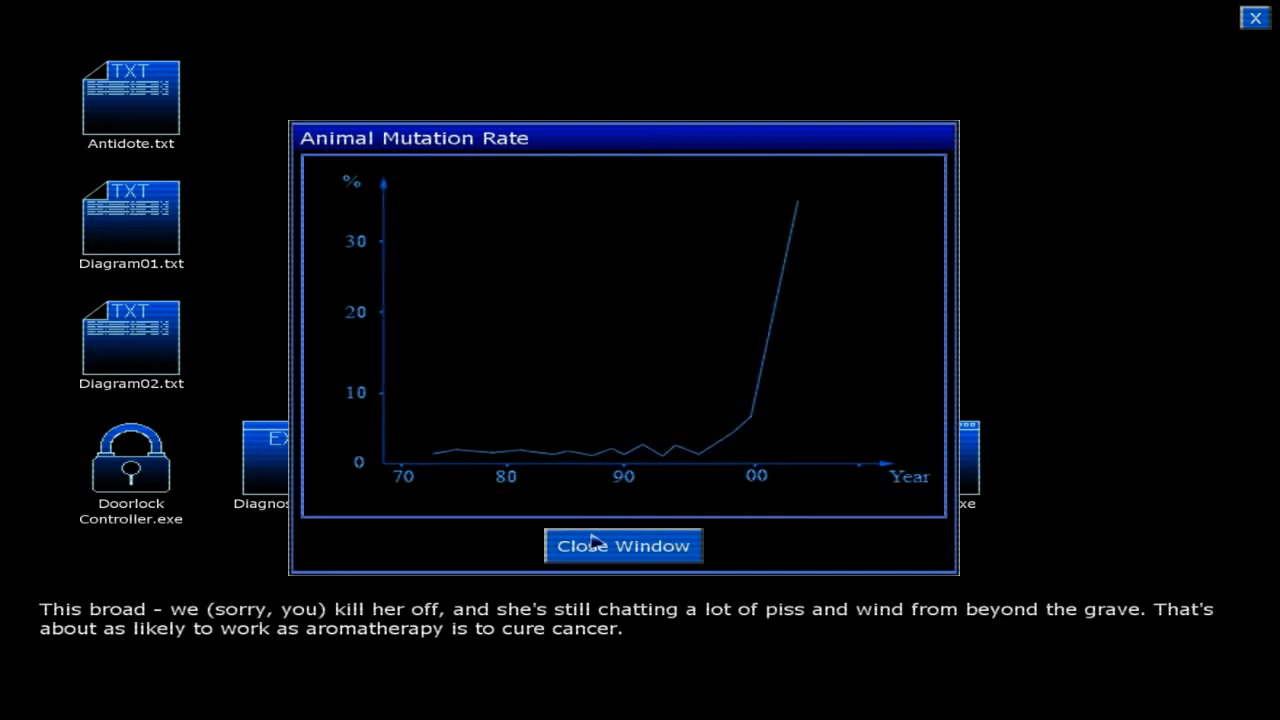 X
TXT
Antidote.txt
TXT
Diagram01.txt
TXT
Diagram02.txt
Doorlock
Controller.exe
Animal Mutation Rate
%
30
20
10
0
70 80 90 00 Year
Close Window
This broad - we (sorry, you) kill her off, and she's still chatting a lot of piss and wind from beyond the grave. That's
about as likely to work as aromatherapy is to cure cancer.